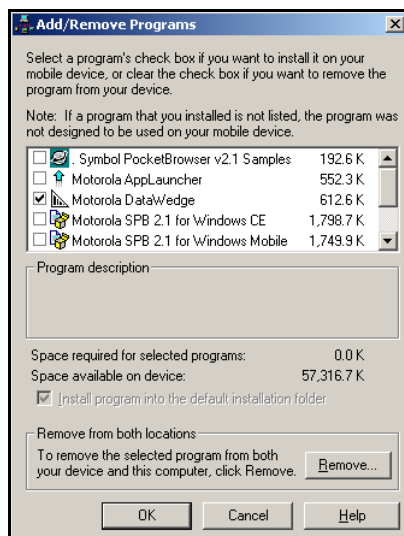 Add/Remove Programs
Select a program's check box if you want to install it on your
mobile device, or clear the check box if you want to remove the
program from your device.
Note:  If a program that you installed is not listed, the program was
not designed to be used on your mobile device.
. Symbol PocketBrowser v2.1 Samples 192.6 K
Motorola AppLauncher 552.3 K
Motorola DataWedge 612.6 K
Motorola SPB 2.1 for Windows CE 1,798.7 K
Motorola SPB 2.1 for Windows Mobile 1,749.9 K
Program description
Space required for selected programs: 0.0 K
Space available on device: 57,316.7 K
Install program into the default installation folder
Remove from both locations
To remove the selected program from both
your device and this computer, click Remove.
Remove...
OK Cancel Help